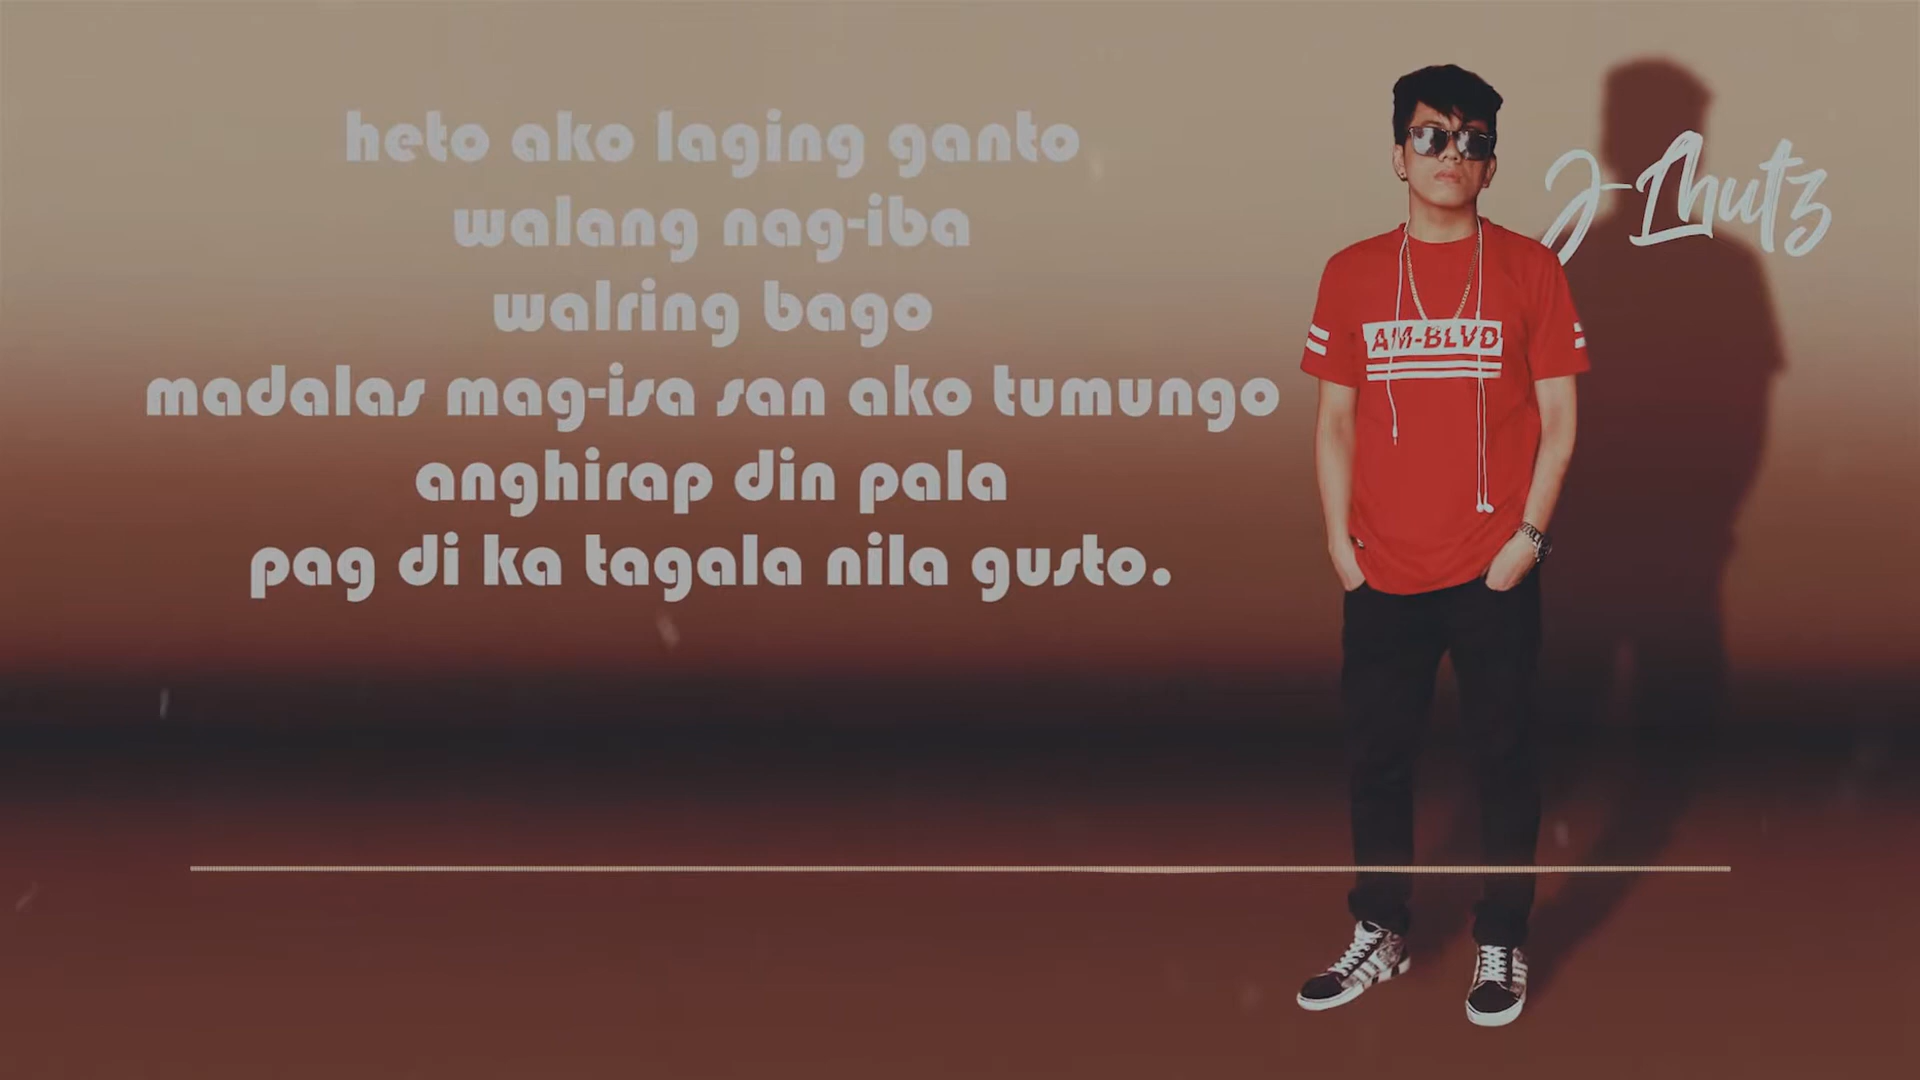 heto ako laging ganto
walang nag-iba
walring bago
madalas mag-isa san ako tumungo
anghirap din pala
pag di ka tagala nila gusto.
J-Lhutz
AM-BLVD